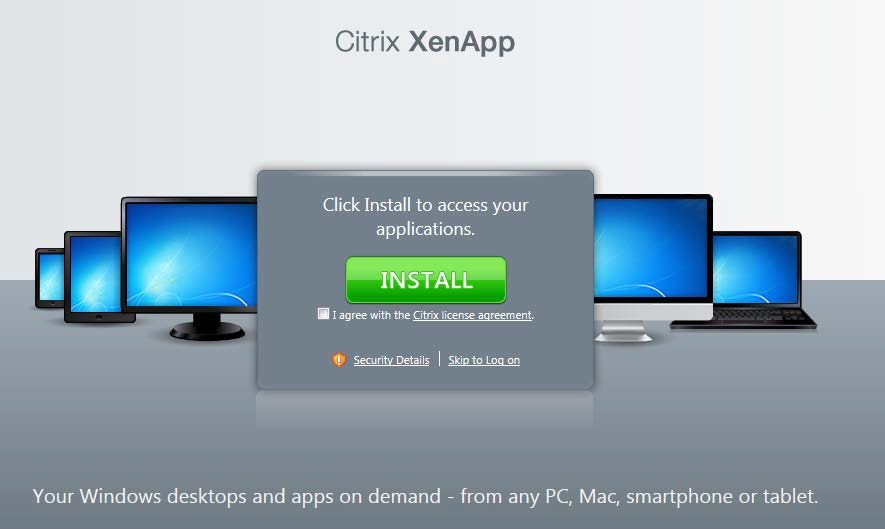 Citrix XenApp
Click Install to access your
applications.
INSTALL
I agree with the Citrix license agreement.
Security Details | Skip to Log on
Your Windows desktops and apps on demand - from any PC, Mac, smartphone or tablet.